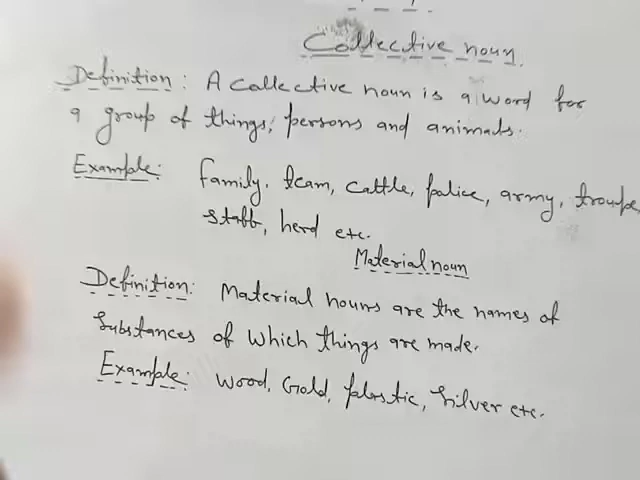 Collective noun.
Definition: A collective noun is a word for
a group of things, persons and animals.
Example: Family, team, cattle, police, army, troupe,
staff, herd etc.
Material noun
Definition: Material nouns are the names of
substances of which things are made.
Example: Wood, Gold, plastic, Silver etc.